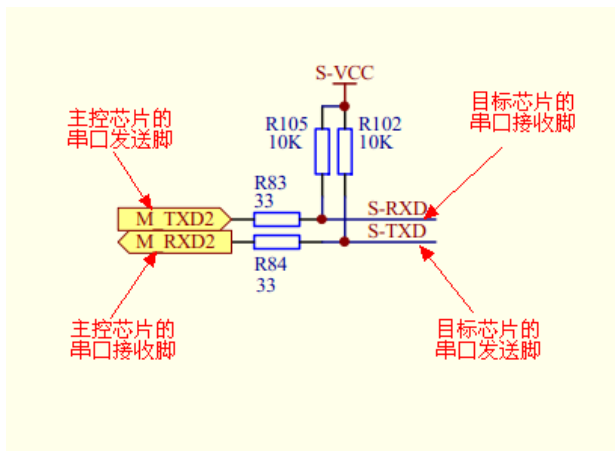 S-VCC
主控芯片的
串口发送脚
目标芯片的
串口接收脚
R105
10K
R102
10K
R83
33
M_TXD2
S-RXD
M_RXD2
S-TXD
R84
33
主控芯片的
串口接收脚
目标芯片的
串口发送脚